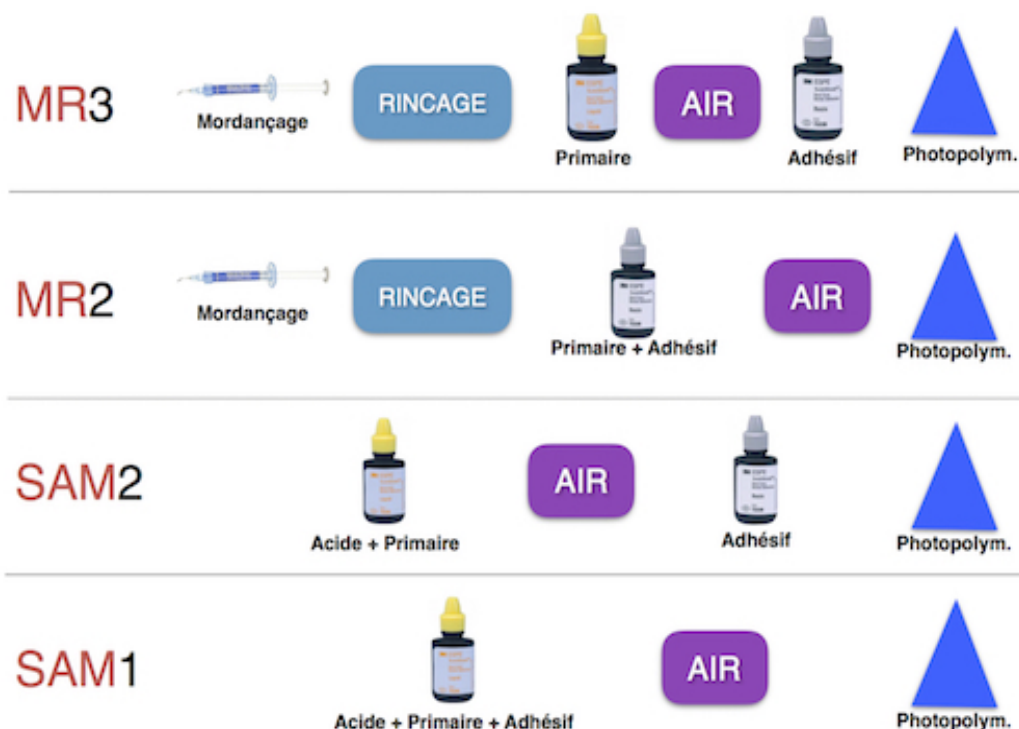 MR3
Mordançage
RINCAGE
Primaire
AIR
Adhésif
Photopolym.
MR2
Mordançage
RINCAGE
Primaire + Adhésif
AIR
Photopolym.
SAM2
Acide + Primaire
AIR
Adhésif
Photopolym.
SAM1
Acide + Primaire + Adhésif
AIR
Photopolym.